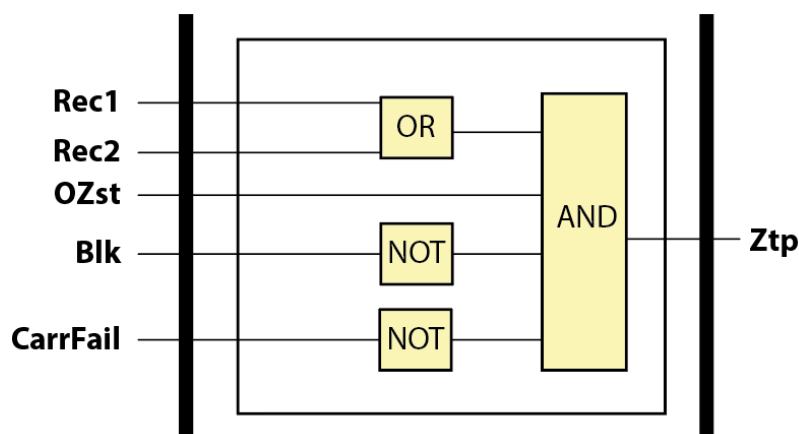 Rec1
OR
Rec2
OZst
AND
Blk
NOT
Ztp
CarrFail
NOT